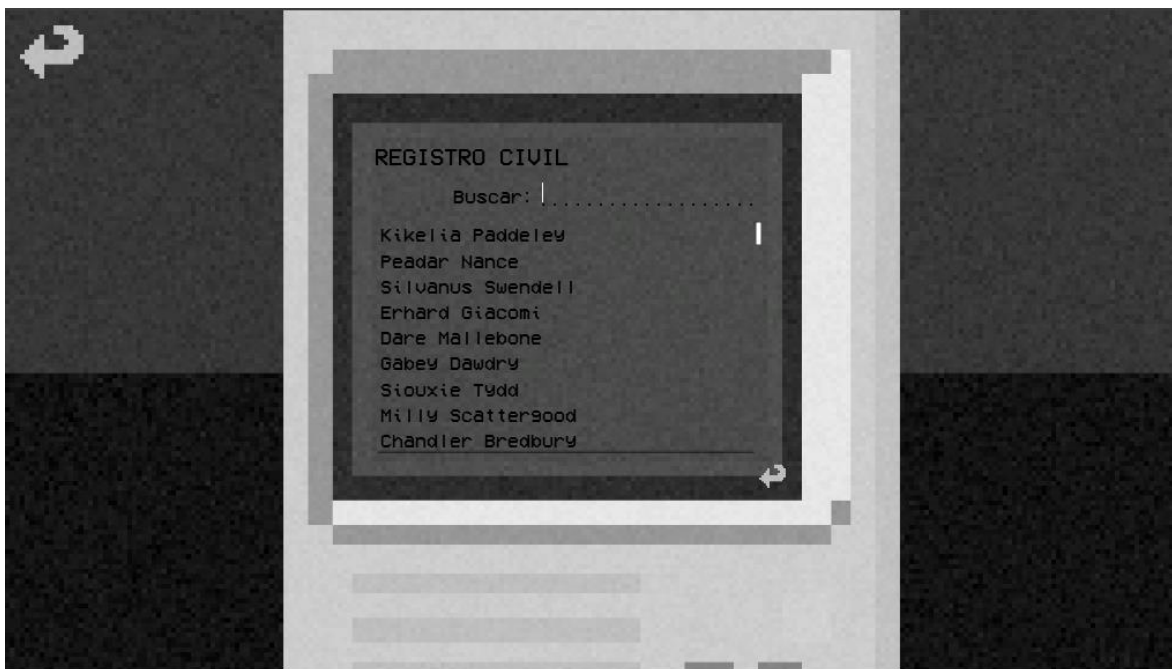 REGISTRO CIVIL
Buscar:
Kikelia Paddeley
Peadar Nance
Silvanus Swendell
Erhard Giacomi
Dare Mallebone
Gabey Dawdry
Siouxie Tydd
Milly Scattergood
Chandler Bredbury